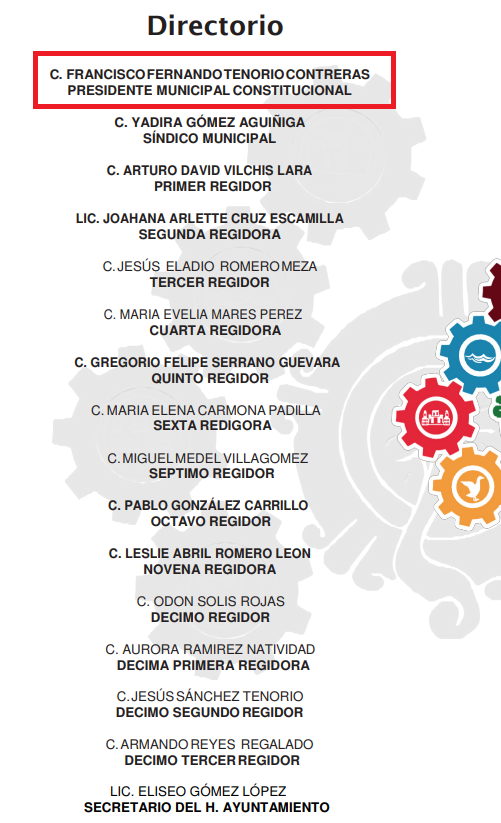 Directorio
C. FRANCISCO FERNANDO TENORIO CONTRERAS
PRESIDENTE MUNICIPAL CONSTITUCIONAL
C. YADIRA GÓMEZ AGUIÑIGA
SÍNDICO MUNICIPAL
C. ARTURO DAVID VILCHIS LARA
PRIMER REGIDOR
LIC. JOAHANA ARLETTE CRUZ ESCAMILLA
SEGUNDA REGIDORA
C. JESÚS ELADIO ROMERO MEZA
TERCER REGIDOR
C. MARIA EVELIA MARES PEREZ
CUARTA REGIDORA
C. GREGORIO FELIPE SERRANO GUEVARA
QUINTO REGIDOR
C. MARIA ELENA CARMONA PADILLA
SEXTA REDIGORA
C. MIGUEL MEDEL VILLAGOMEZ
SEPTIMO REGIDOR
C. PABLO GONZÁLEZ CARRILLO
OCTAVO REGIDOR
C. LESLIE ABRIL ROMERO LEON
NOVENA REGIDORA
C. ODON SOLIS ROJAS
DECIMO REGIDOR
C. AURORA RAMIREZ NATIVIDAD
DECIMA PRIMERA REGIDORA
C. JESÚS SÁNCHEZ TENORIO
DECIMO SEGUNDO REGIDOR
C. ARMANDO REYES REGALADO
DECIMO TERCER REGIDOR
LIC. ELISEO GÓMEZ LÓPEZ
SECRETARIO DEL H. AYUNTAMIENTO